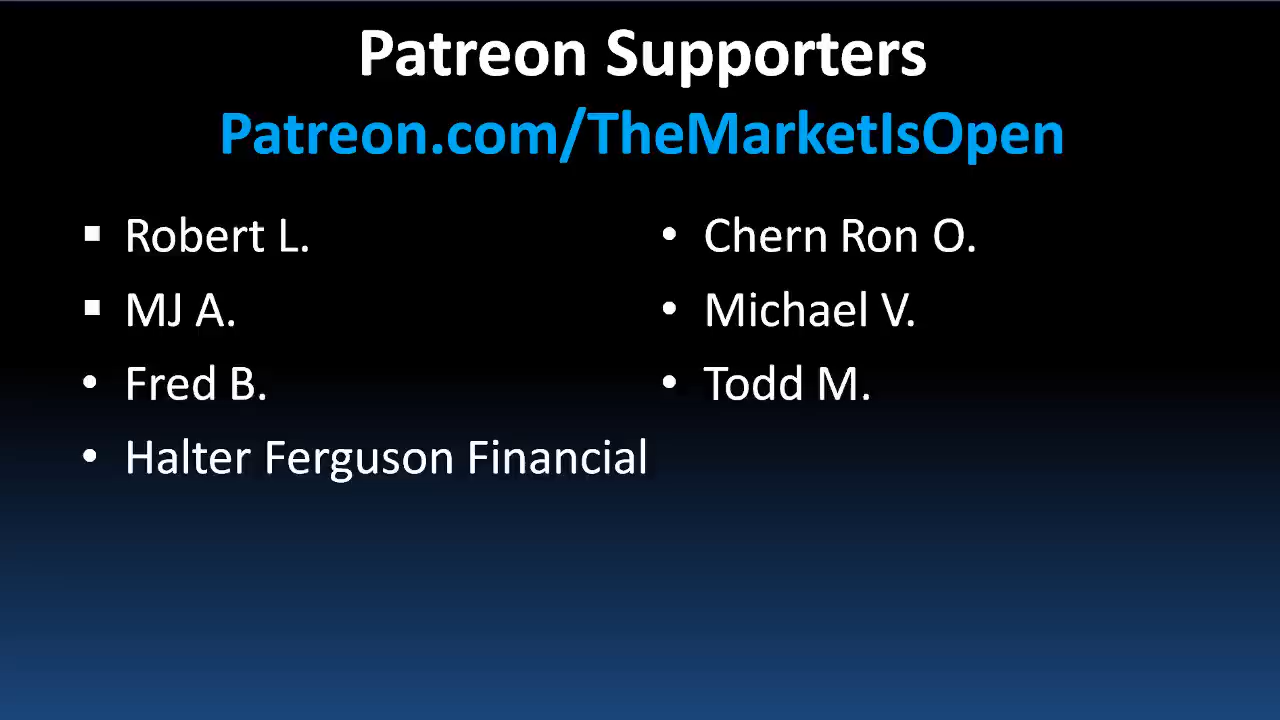 Patreon Supporters
Patreon.com/TheMarketIsOpen
▪ Robert L.
▪ MJ A.
• Fred B.
• Halter Ferguson Financial
• Chern Ron O.
• Michael V.
• Todd M.